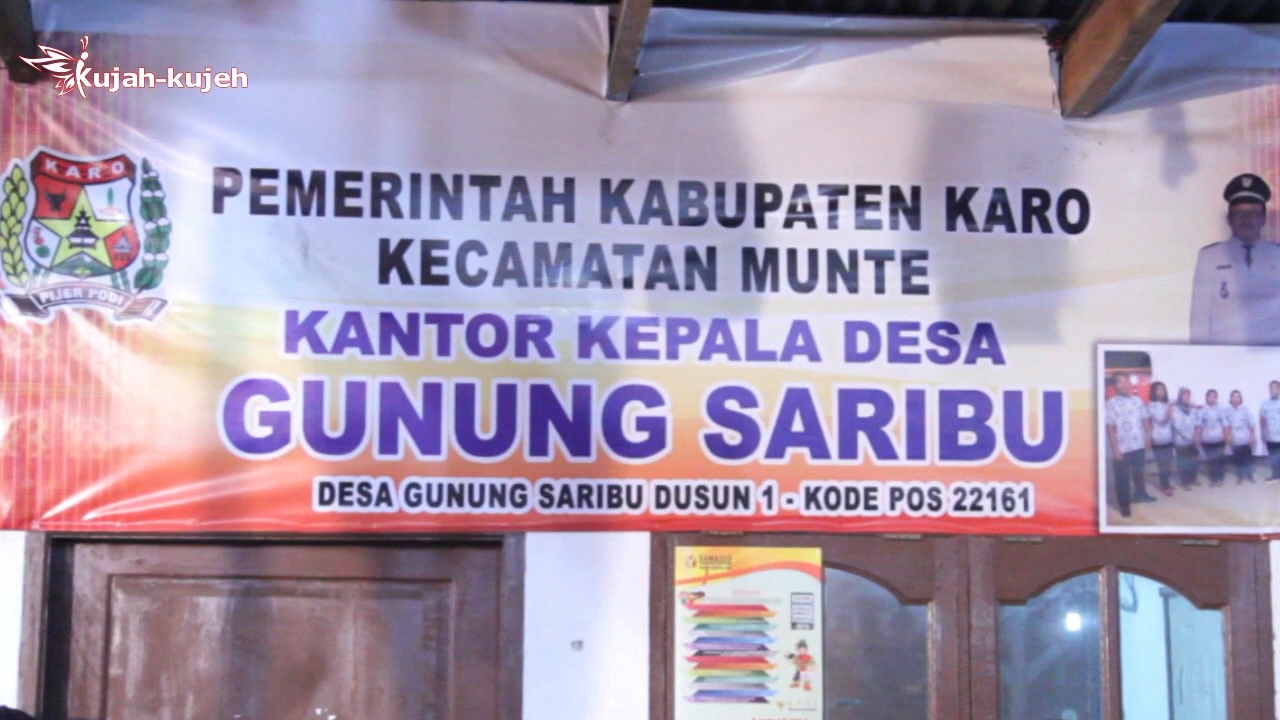 kujah-kujeh
KARO
PIJER PODI
PEMERINTAH KABUPATEN KARO
KECAMATAN MUNTE
KANTOR KEPALA DESA
GUNUNG SARIBU
DESA GUNUNG SARIBU DUSUN 1 - KODE POS 22161